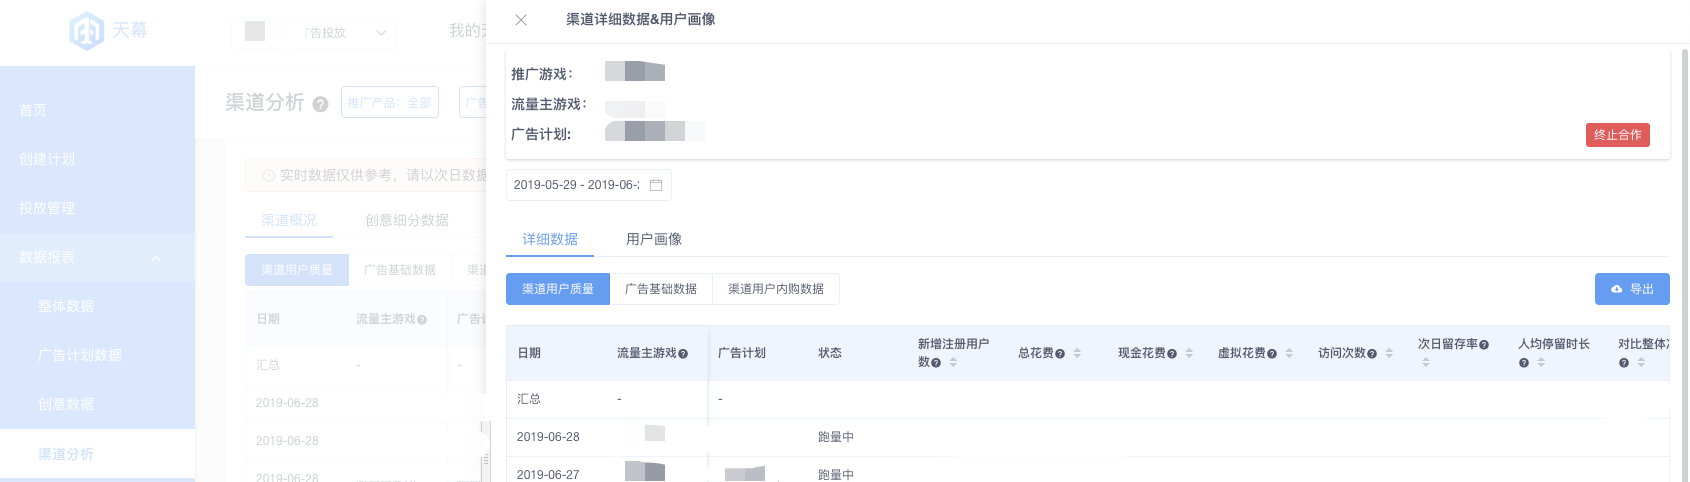 天幕
广告投放
我的天
首页
创建计划
投放管理
数据报表
整体数据
广告计划数据
创意数据
渠道分析
渠道分析
推广产品：全部
广告
实时数据仅供参考，请以次日数据
渠道概况
创意细分数据
渠道用户质量
广告基础数据
渠道
日期
流量主游戏
广告计
汇总
-
-
2019-06-28
2019-06-28
2019-06-28
渠道详细数据&用户画像
推广游戏：
流量主游戏：
广告计划：
终止合作
2019-05-29 - 2019-06-2
详细数据
用户画像
渠道用户质量
广告基础数据
渠道用户内购数据
导出
日期
流量主游戏
广告计划
状态
新增注册用户
数
总花费
现金花费
虚拟花费
访问次数
次日留存率
人均停留时长
对比整体
汇总
-
-
2019-06-28
跑量中
2019-06-27
跑量中